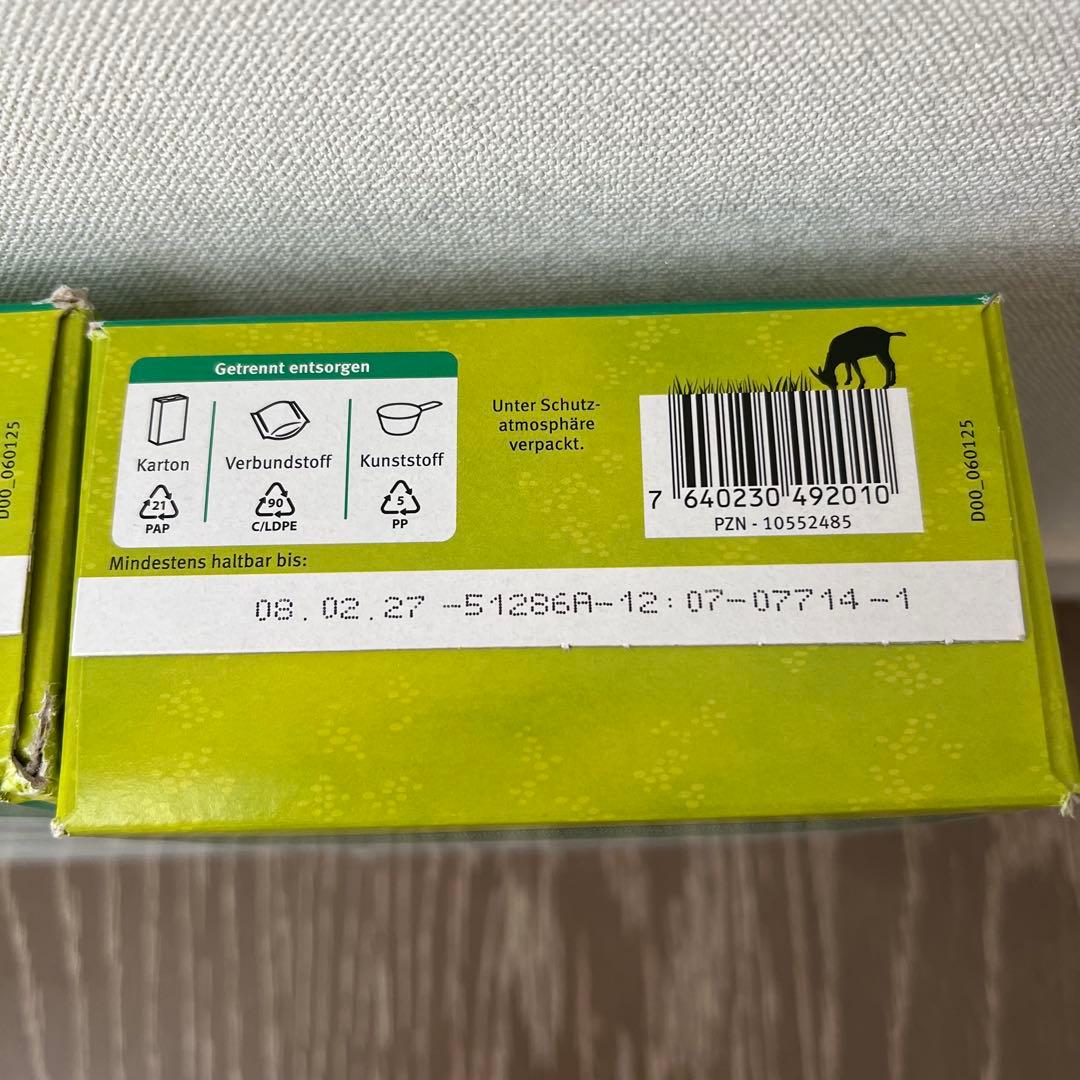 Getrennt entsorgen
Karton
Verbundstoff
Kunststoff
21
PAP
90
C/LDPE
5
PP
Unter Schutz-
atmosphäre
verpackt.
7 640230 492010
PZN - 10552485
D00_060125
D00_060125
Mindestens haltbar bis:
08.02.27 -51286A-12:07-07714-1